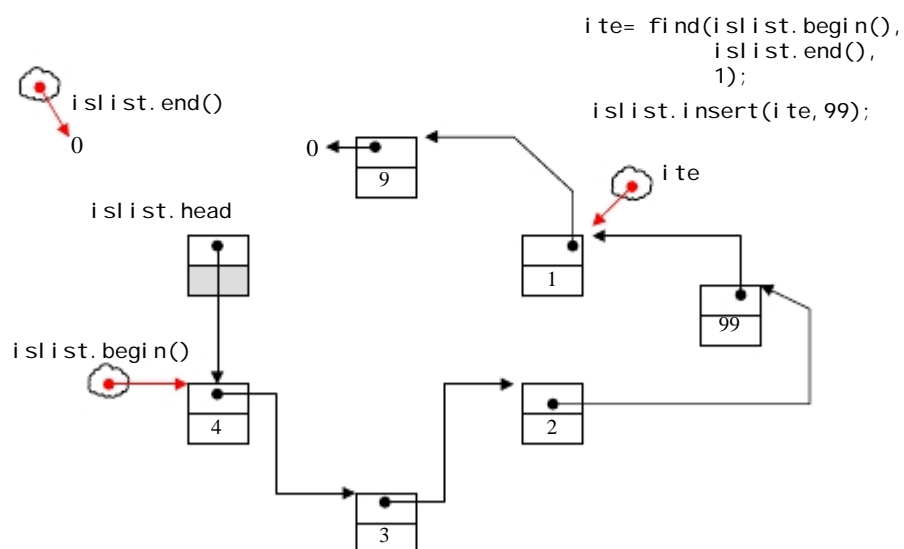 ite= find(islist.begin(),
islist.end(),
1);
islist.insert(ite,99);
islist.end()
0
0
9
ite
islist.head
1
99
islist.begin()
4
2
3